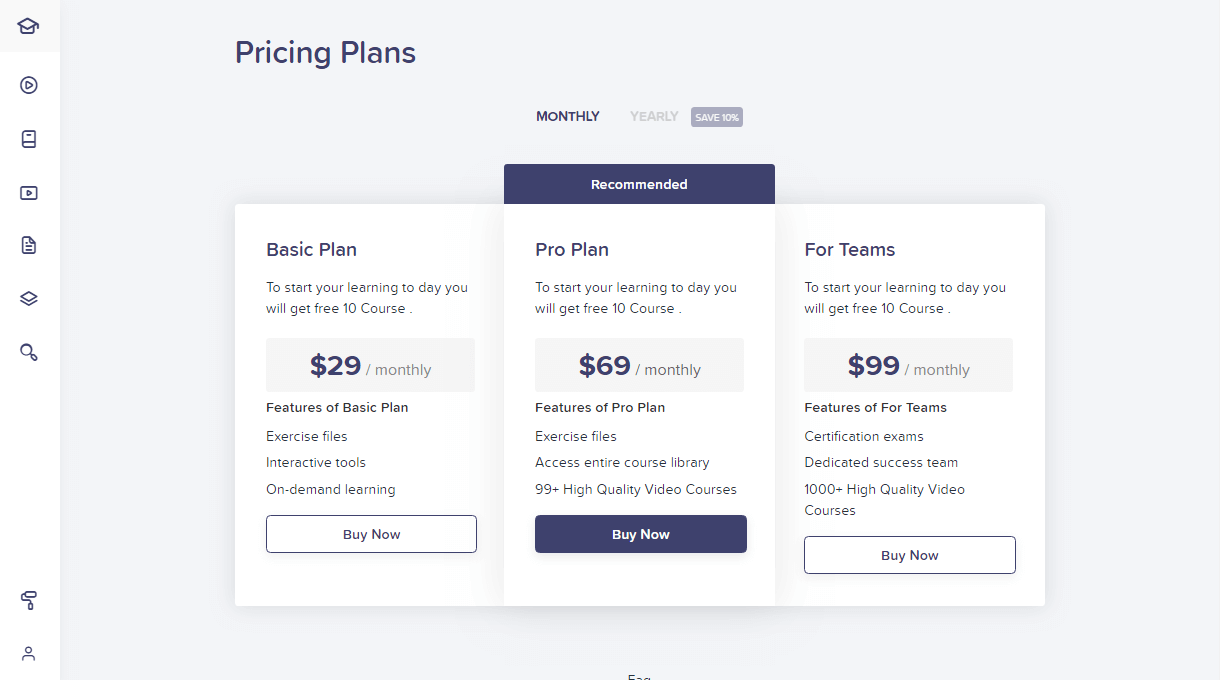 Pricing Plans
MONTHLY YEARLY SAVE 10%
Recommended
Basic Plan
To start your learning to day you
will get free 10 Course .
$29 / monthly
Features of Basic Plan
Exercise files
Interactive tools
On-demand learning
Buy Now
Pro Plan
To start your learning to day you
will get free 10 Course .
$69 / monthly
Features of Pro Plan
Exercise files
Access entire course library
99+ High Quality Video Courses
Buy Now
For Teams
To start your learning to day you
will get free 10 Course .
$99 / monthly
Features of For Teams
Certification exams
Dedicated success team
1000+ High Quality Video
Courses
Buy Now
Faq